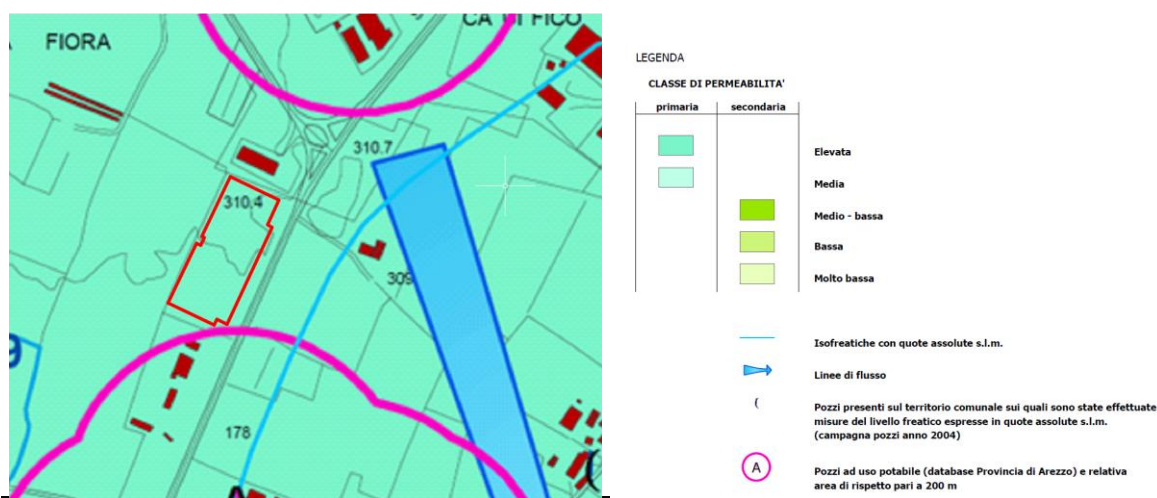 CA DI FICO
FIORA
310.7
310.4
309
178
A
LEGENDA
CLASSE DI PERMEABILITA'
primaria secondaria
Elevata
Media
Medio - bassa
Bassa
Molto bassa
Isofreatiche con quote assolute s.l.m.
Linee di flusso
( Pozzi presenti sul territorio comunale sui quali sono state effettuate
misure del livello freatico espresse in quote assolute s.l.m.
(campagna pozzi anno 2004)
A Pozzi ad uso potabile (database Provincia di Arezzo) e relativa
area di rispetto pari a 200 m